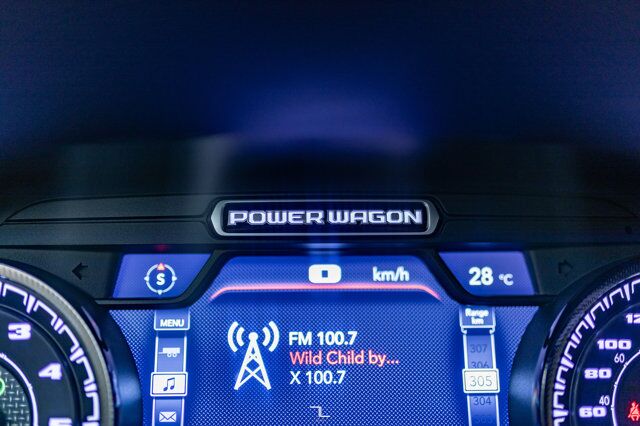 POWER WAGON
S
0 km/h
28 °C
MENU
Range
km
FM 100.7
Wild Child by...
X 100.7
307
306
305
304
3
4
5
120
100
80
60
60